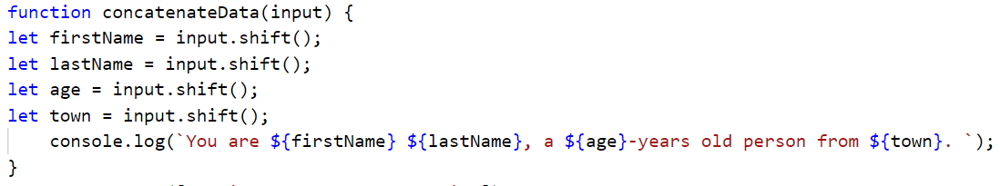 function concatenateData(input) {
let firstName = input.shift();
let lastName = input.shift();
let age = input.shift();
let town = input.shift();
    console.log(`You are ${firstName} ${lastName}, a ${age}-years old person from ${town}. `);
}